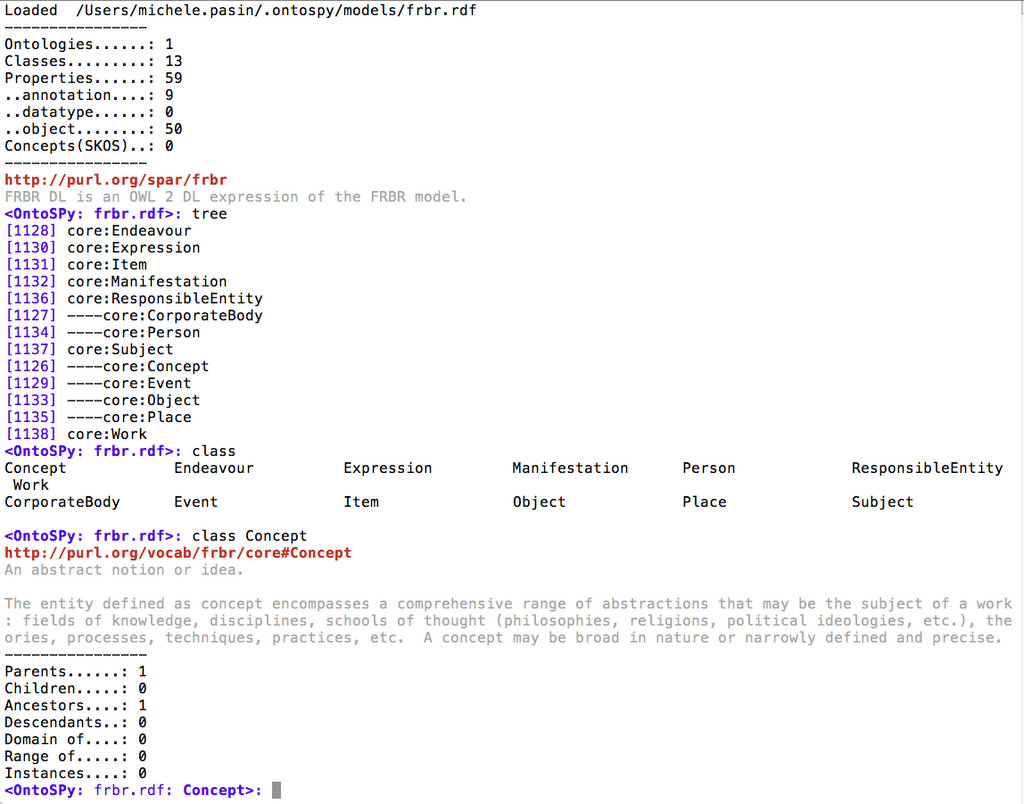 Loaded  /Users/michele.pasin/.ontospy/models/frbr.rdf
----------------
Ontologies......: 1
Classes.........: 13
Properties......: 59
..annotation....: 9
..datatype......: 0
..object........: 50
Concepts(SKOS)..: 0
----------------
http://purl.org/spar/frbr
FRBR DL is an OWL 2 DL expression of the FRBR model.
<OntoSPy: frbr.rdf>: tree
[1128] core:Endeavour
[1130] core:Expression
[1131] core:Item
[1132] core:Manifestation
[1136] core:ResponsibleEntity
[1127] ----core:CorporateBody
[1134] ----core:Person
[1137] core:Subject
[1126] ----core:Concept
[1129] ----core:Event
[1133] ----core:Object
[1135] ----core:Place
[1138] core:Work
<OntoSPy: frbr.rdf>: class
Concept            Endeavour          Expression         Manifestation      Person             ResponsibleEntity
 Work
CorporateBody      Event              Item               Object             Place              Subject
<OntoSPy: frbr.rdf>: class Concept
http://purl.org/vocab/frbr/core#Concept
An abstract notion or idea.
The entity defined as concept encompasses a comprehensive range of abstractions that may be the subject of a work
: fields of knowledge, disciplines, schools of thought (philosophies, religions, political ideologies, etc.), the
ories, processes, techniques, practices, etc.  A concept may be broad in nature or narrowly defined and precise.
----------------
Parents......: 1
Children.....: 0
Ancestors....: 1
Descendants..: 0
Domain of....: 0
Range of.....: 0
Instances....: 0
<OntoSPy: frbr.rdf: Concept>: